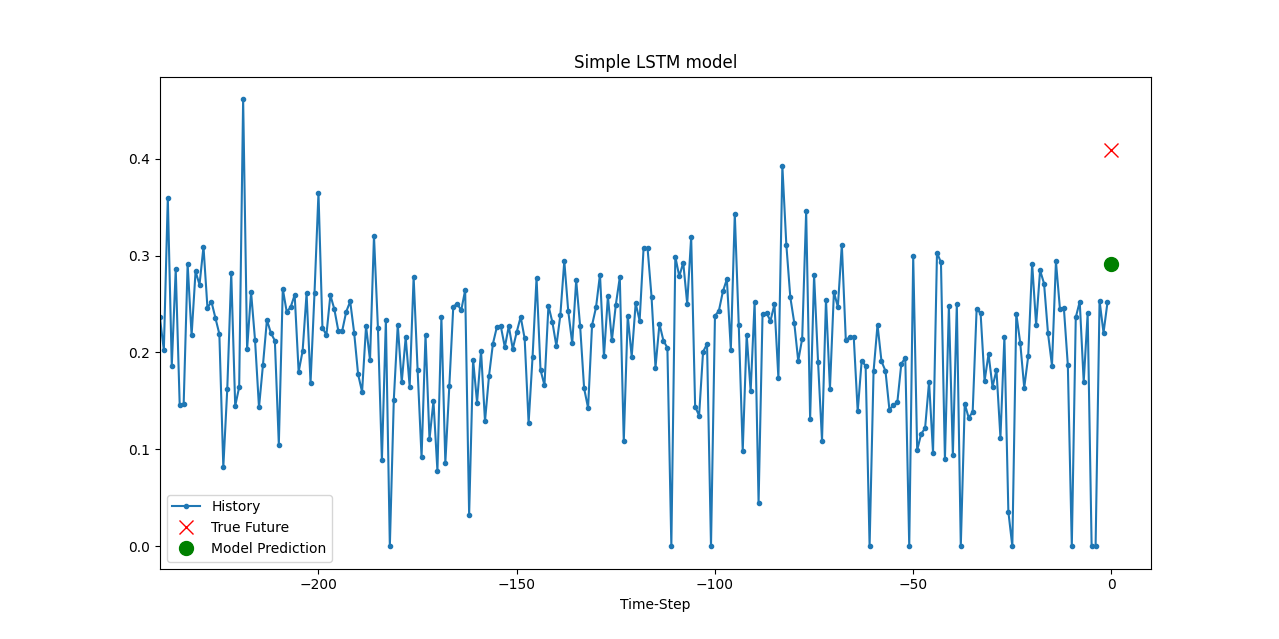 Simple LSTM model
0.4
0.3
0.2
0.1
0.0
History
True Future
Model Prediction
−200
−150
−100
−50
0
Time-Step